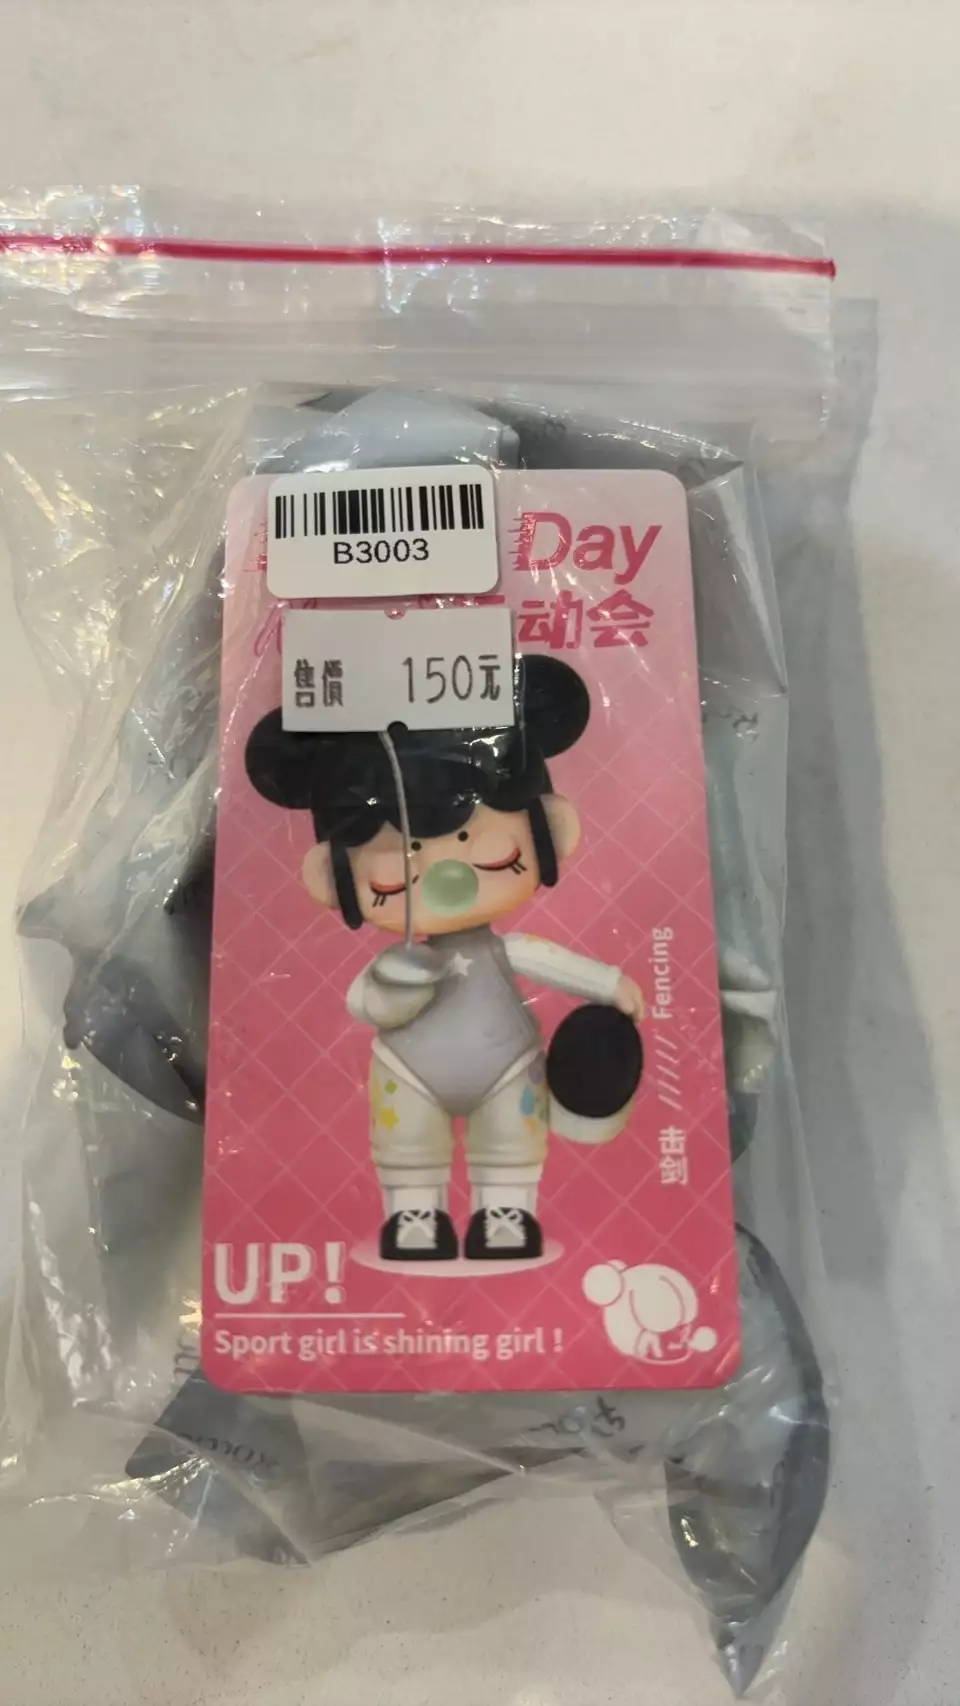 B3003
Day
动会
售價 150元
Fencing
///// 
击剑
UP!
Sport girl is shining girl !